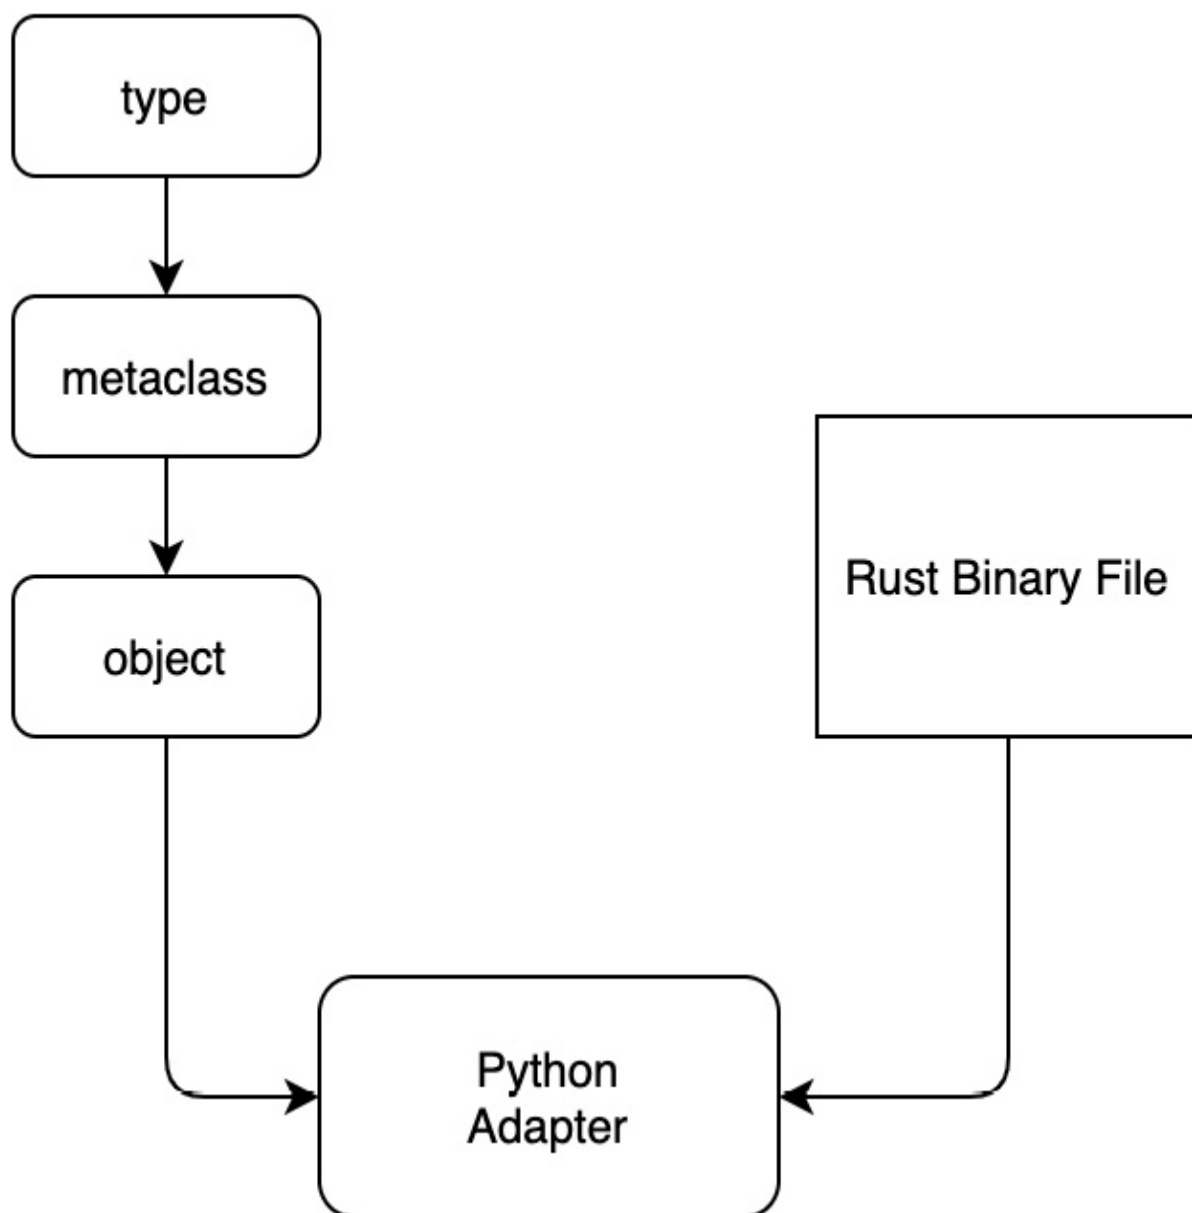 type
metaclass
object
Rust Binary File
Python
Adapter